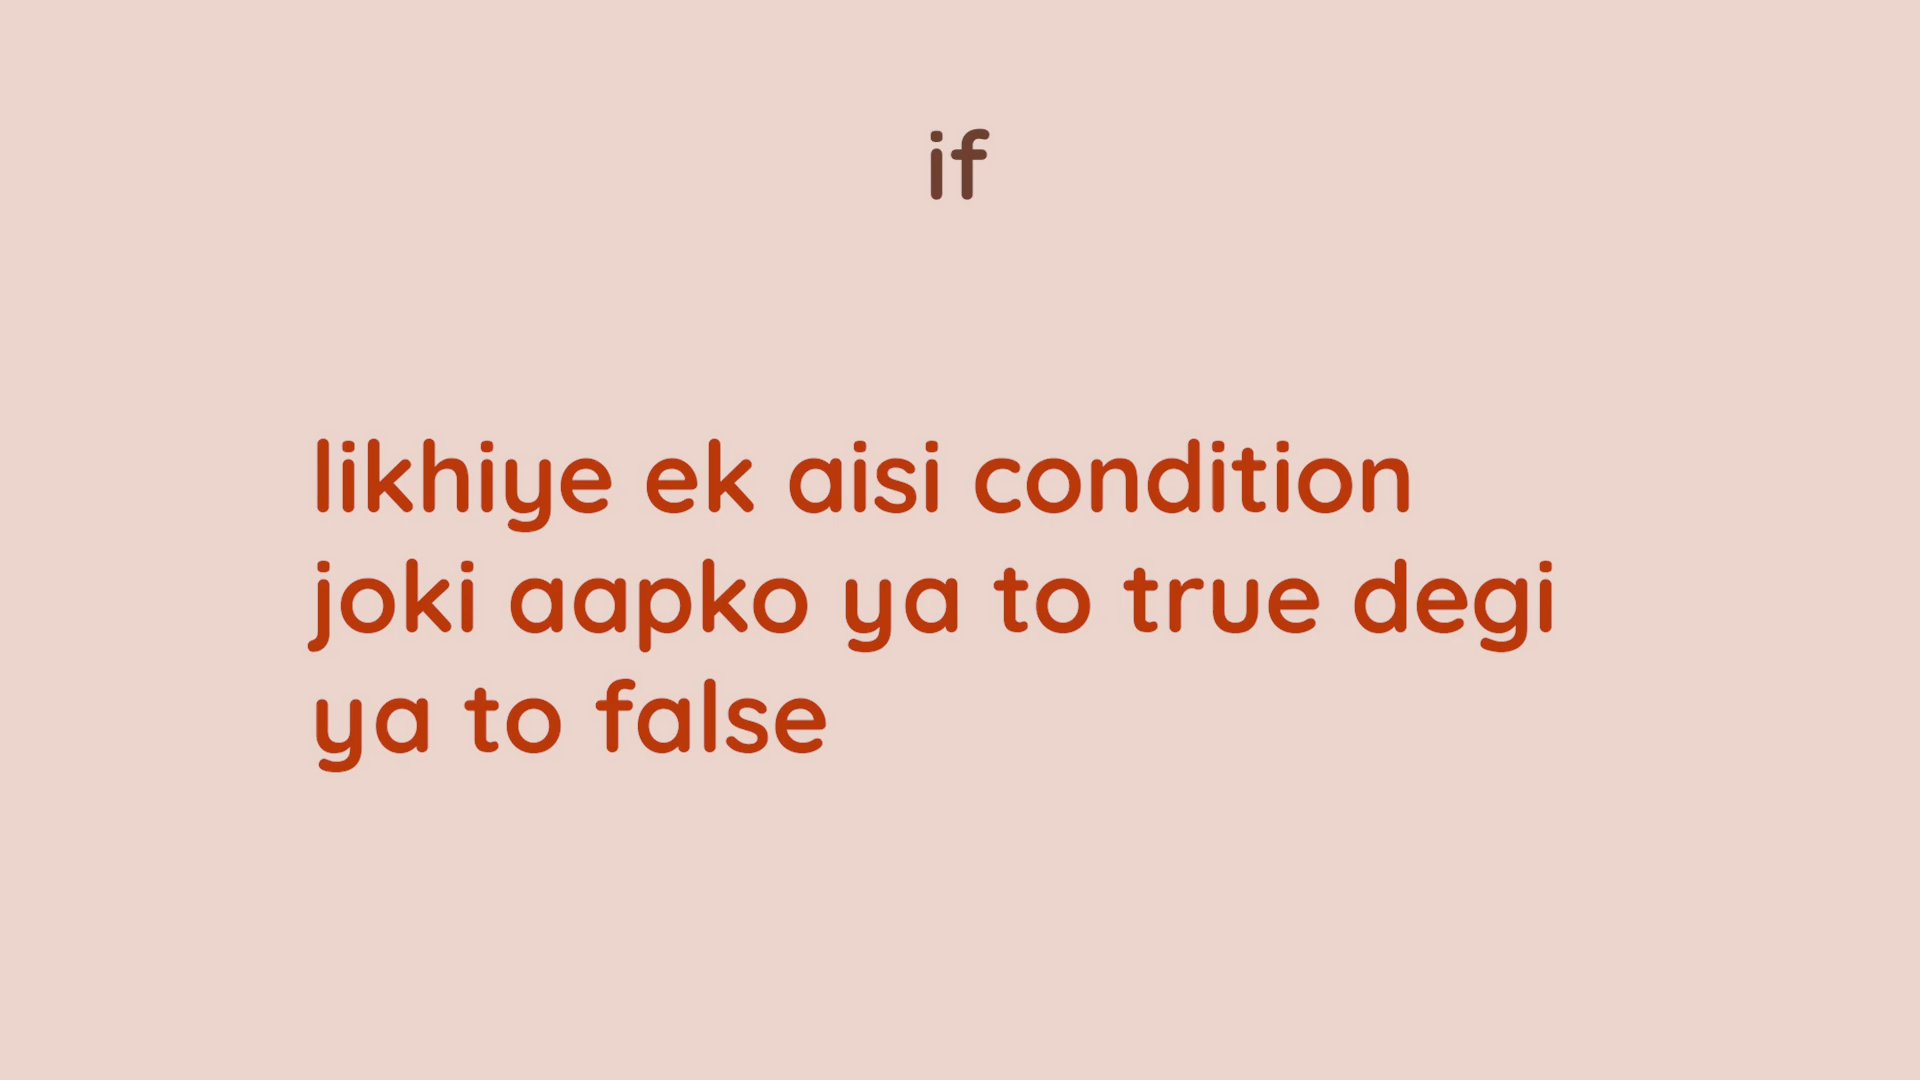 if
likhiye ek aisi condition
joki aapko ya to true degi
ya to false